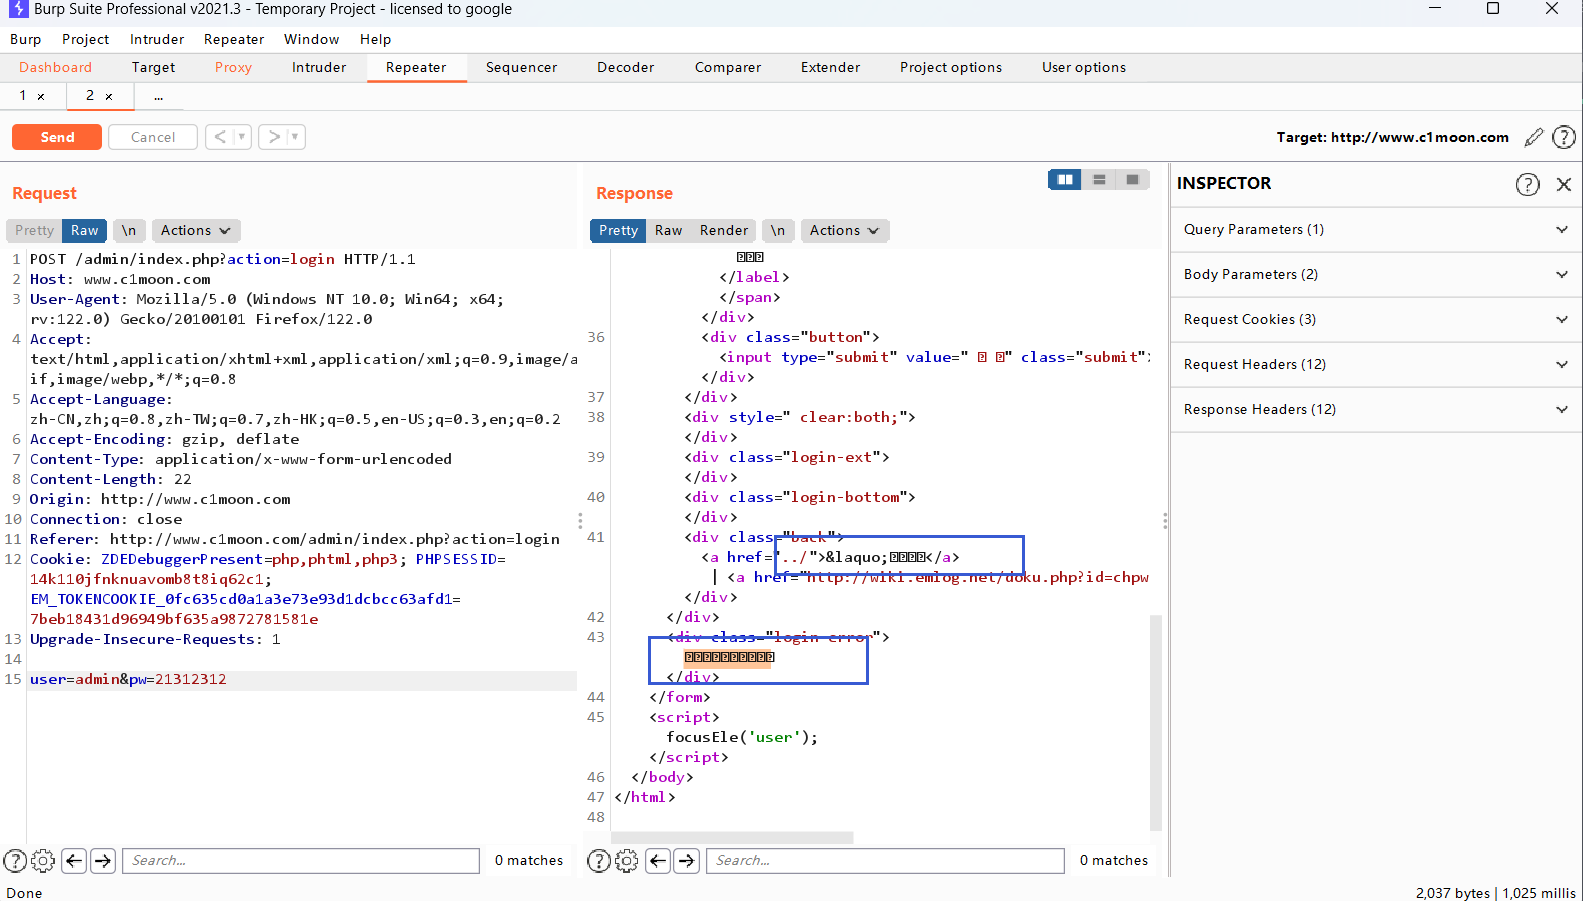 Burp Suite Professional v2021.3 - Temporary Project - licensed to google
Burp Project Intruder Repeater Window Help
Dashboard Target Proxy Intruder Repeater Sequencer Decoder Comparer Extender Project options User options
1 × 2 × ...
Send Cancel < > Target: http://www.c1moon.com
Request
Pretty Raw \n Actions
1 POST /admin/index.php?action=login HTTP/1.1
2 Host: www.c1moon.com
3 User-Agent: Mozilla/5.0 (Windows NT 10.0; Win64; x64;
rv:122.0) Gecko/20100101 Firefox/122.0
4 Accept:
text/html,application/xhtml+xml,application/xml;q=0.9,image/a
if,image/webp,*/*;q=0.8
5 Accept-Language:
zh-CN,zh;q=0.8,zh-TW;q=0.7,zh-HK;q=0.5,en-US;q=0.3,en;q=0.2
6 Accept-Encoding: gzip, deflate
7 Content-Type: application/x-www-form-urlencoded
8 Content-Length: 22
9 Origin: http://www.c1moon.com
10 Connection: close
11 Referer: http://www.c1moon.com/admin/index.php?action=login
12 Cookie: ZDEDebuggerPresent=php,phtml,php3; PHPSESSID=
14k110jfnknuavomb8t8iq62c1;
EM_TOKENCOOKIE_0fc635cd0a1a3e73e93d1dcbcc63afd1=
7beb18431d96949bf635a9872781581e
13 Upgrade-Insecure-Requests: 1
14
15 user=admin&pw=21312312
Search... 0 matches
Response
Pretty Raw Render \n Actions
</label>
</span>
</div>
36 <div class="button">
<input type="submit" value=" " class="submit">
</div>
37 </div>
38 <div style=" clear:both;">
</div>
39 <div class="login-ext">
</div>
40 <div class="login-bottom">
</div>
41 <div class="back">
<a href="../">&laquo;</a>
| <a href="http://wiki.emlog.net/doku.php?id=chpw
</div>
42 </div>
43 <div class="login-error">
</div>
44 </form>
45 <script>
focusEle('user');
</script>
46 </body>
47 </html>
48
Search... 0 matches
INSPECTOR
Query Parameters (1)
Body Parameters (2)
Request Cookies (3)
Request Headers (12)
Response Headers (12)
Done
2,037 bytes | 1,025 millis